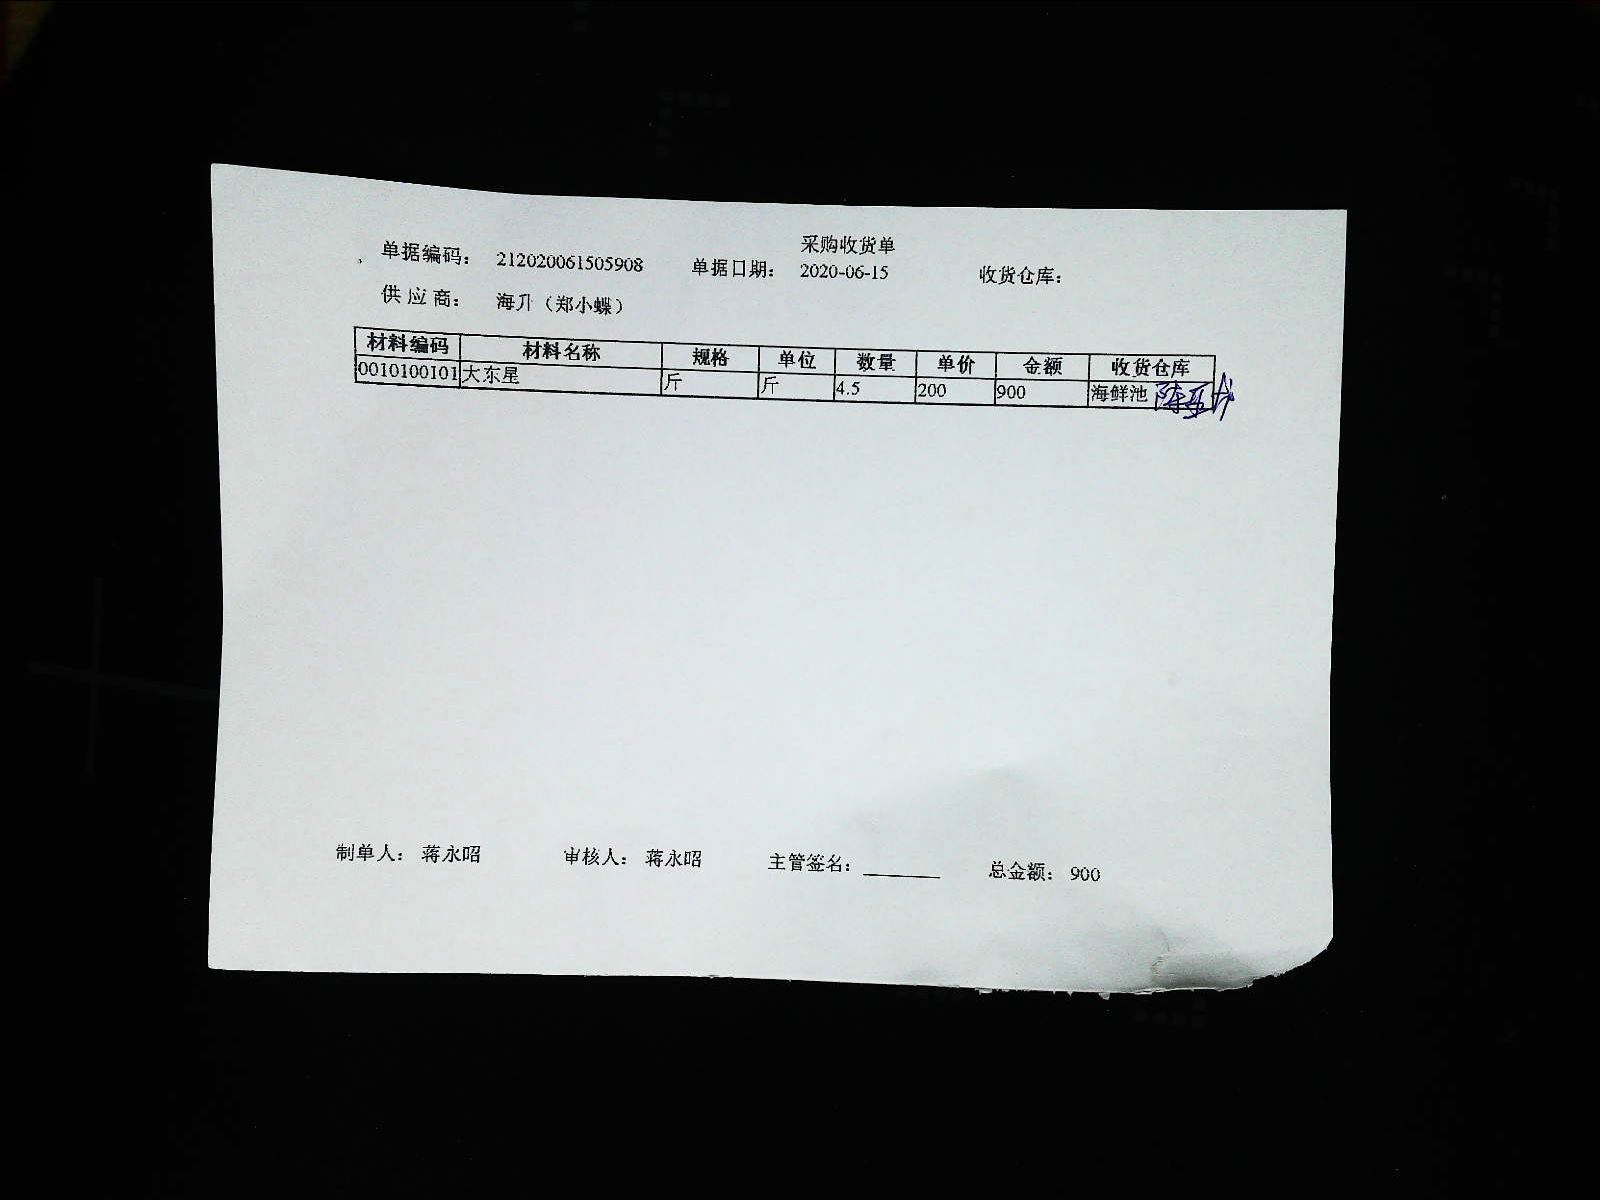 采购收货单
单据编码： 212020061505908 单据日期： 2020-06-15 收货仓库：
供 应 商： 海升（郑小蝶）
材料编码 材料名称 规格 单位 数量 单价 金额 收货仓库
0010100101 大东星 斤 斤 4.5 200 900 海鲜池
制单人： 蒋永昭 审核人： 蒋永昭 主管签名： 总金额： 900